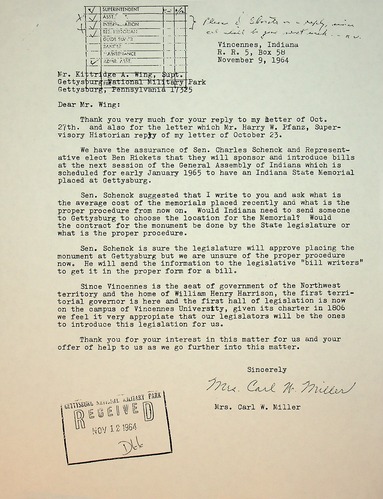 SUPERINTENDENT
ASST.
INFORMATION
HISTORIAN
Vincennes, Indiana
R. R. 5, Box 58
November 9, 1964
Mr. Kittridge A. Wing, Supt.
Gettysburg National Military Park
Gettysburg, Pennsylvania 17325
Dear Mr. Wing:
Thank you very much for your reply to my letter of Oct.
27th. and also for the letter which Mr. Harry W. Pfanz, Super-
visory Historian reply of my letter of October 23.
We have the assurance of Sen. Charles Schenck and Represent-
ative elect Ben Rickets that they will sponsor and introduce bills
at the next session of the General Assembly of Indiana which is
scheduled for early January 1965 to have an Indiana State Memorial
placed at Gettysburg.
Sen. Schenck suggested that I write to you and ask what is
the average cost of the memorials placed recently and what is the
proper procedure from now on. Would Indiana need to send someone
to Gettysburg to choose the location for the Memorial? Would
the contract for the monument be done by the State legislature or
what is the proper procedure.
Sen. Schenck is sure the legislature will approve placing the
monument at Gettysburg but we are unsure of the proper procedure
now. He will send the information to the legislative "bill writers"
to get it in the proper form for a bill.
Since Vincennes is the seat of government of the Northwest
territory and the home of William Henry Harrison, the first terri-
torial governor is here and the first hall of legislation is now
on the campus of Vincennes University, given its charter in 1806
we feel it very appropiate that our legislators will be the ones
to introduce this legislation for us.
Thank you for your interest in this matter for us and your
offer of help to us as we go further into this matter.
Sincerely
Mrs. Carl W. Miller
Mrs. Carl W. Miller
GETTYSBURG NATIONAL MILITARY PARK
RECEIVED
NOV 12 1964